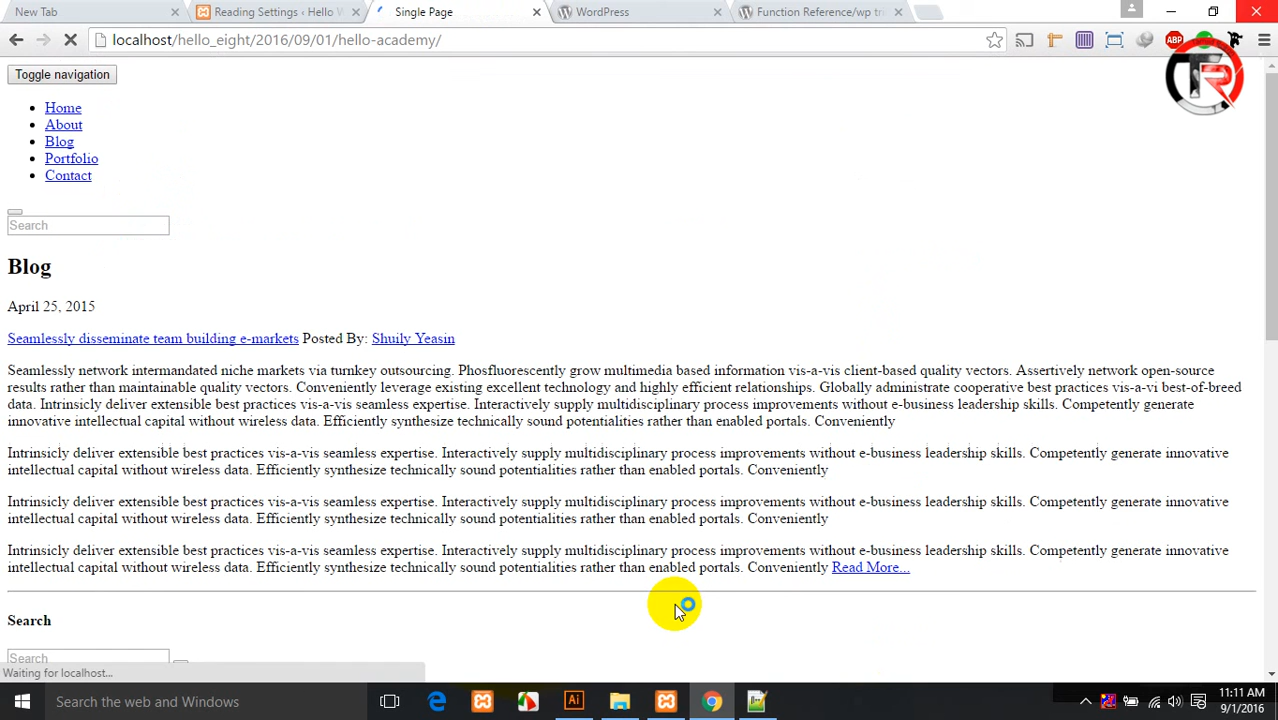 New Tab
Reading Settings ‹ Hello W
Single Page
WordPress
Function Reference/wp tr
localhost/hello_eight/2016/09/01/hello-academy/
ABP
Toggle navigation
Home
About
Blog
Portfolio
Contact
Search
Blog
April 25, 2015
Seamlessly disseminate team building e-markets Posted By: Shuily Yeasin
Seamlessly network intermandated niche markets via turnkey outsourcing. Phosfluorescently grow multimedia based information vis-a-vis client-based quality vectors. Assertively network open-source
results rather than maintainable quality vectors. Conveniently leverage existing excellent technology and highly efficient relationships. Globally administrate cooperative best practices vis-a-vi best-of-breed
data. Intrinsicly deliver extensible best practices vis-a-vis seamless expertise. Interactively supply multidisciplinary process improvements without e-business leadership skills. Competently generate
innovative intellectual capital without wireless data. Efficiently synthesize technically sound potentialities rather than enabled portals. Conveniently
Intrinsicly deliver extensible best practices vis-a-vis seamless expertise. Interactively supply multidisciplinary process improvements without e-business leadership skills. Competently generate innovative
intellectual capital without wireless data. Efficiently synthesize technically sound potentialities rather than enabled portals. Conveniently
Intrinsicly deliver extensible best practices vis-a-vis seamless expertise. Interactively supply multidisciplinary process improvements without e-business leadership skills. Competently generate innovative
intellectual capital without wireless data. Efficiently synthesize technically sound potentialities rather than enabled portals. Conveniently
Intrinsicly deliver extensible best practices vis-a-vis seamless expertise. Interactively supply multidisciplinary process improvements without e-business leadership skills. Competently generate innovative
intellectual capital without wireless data. Efficiently synthesize technically sound potentialities rather than enabled portals. Conveniently Read More...
Search
Search
Waiting for localhost...
Search the web and Windows
Ai
11:11 AM
9/1/2016